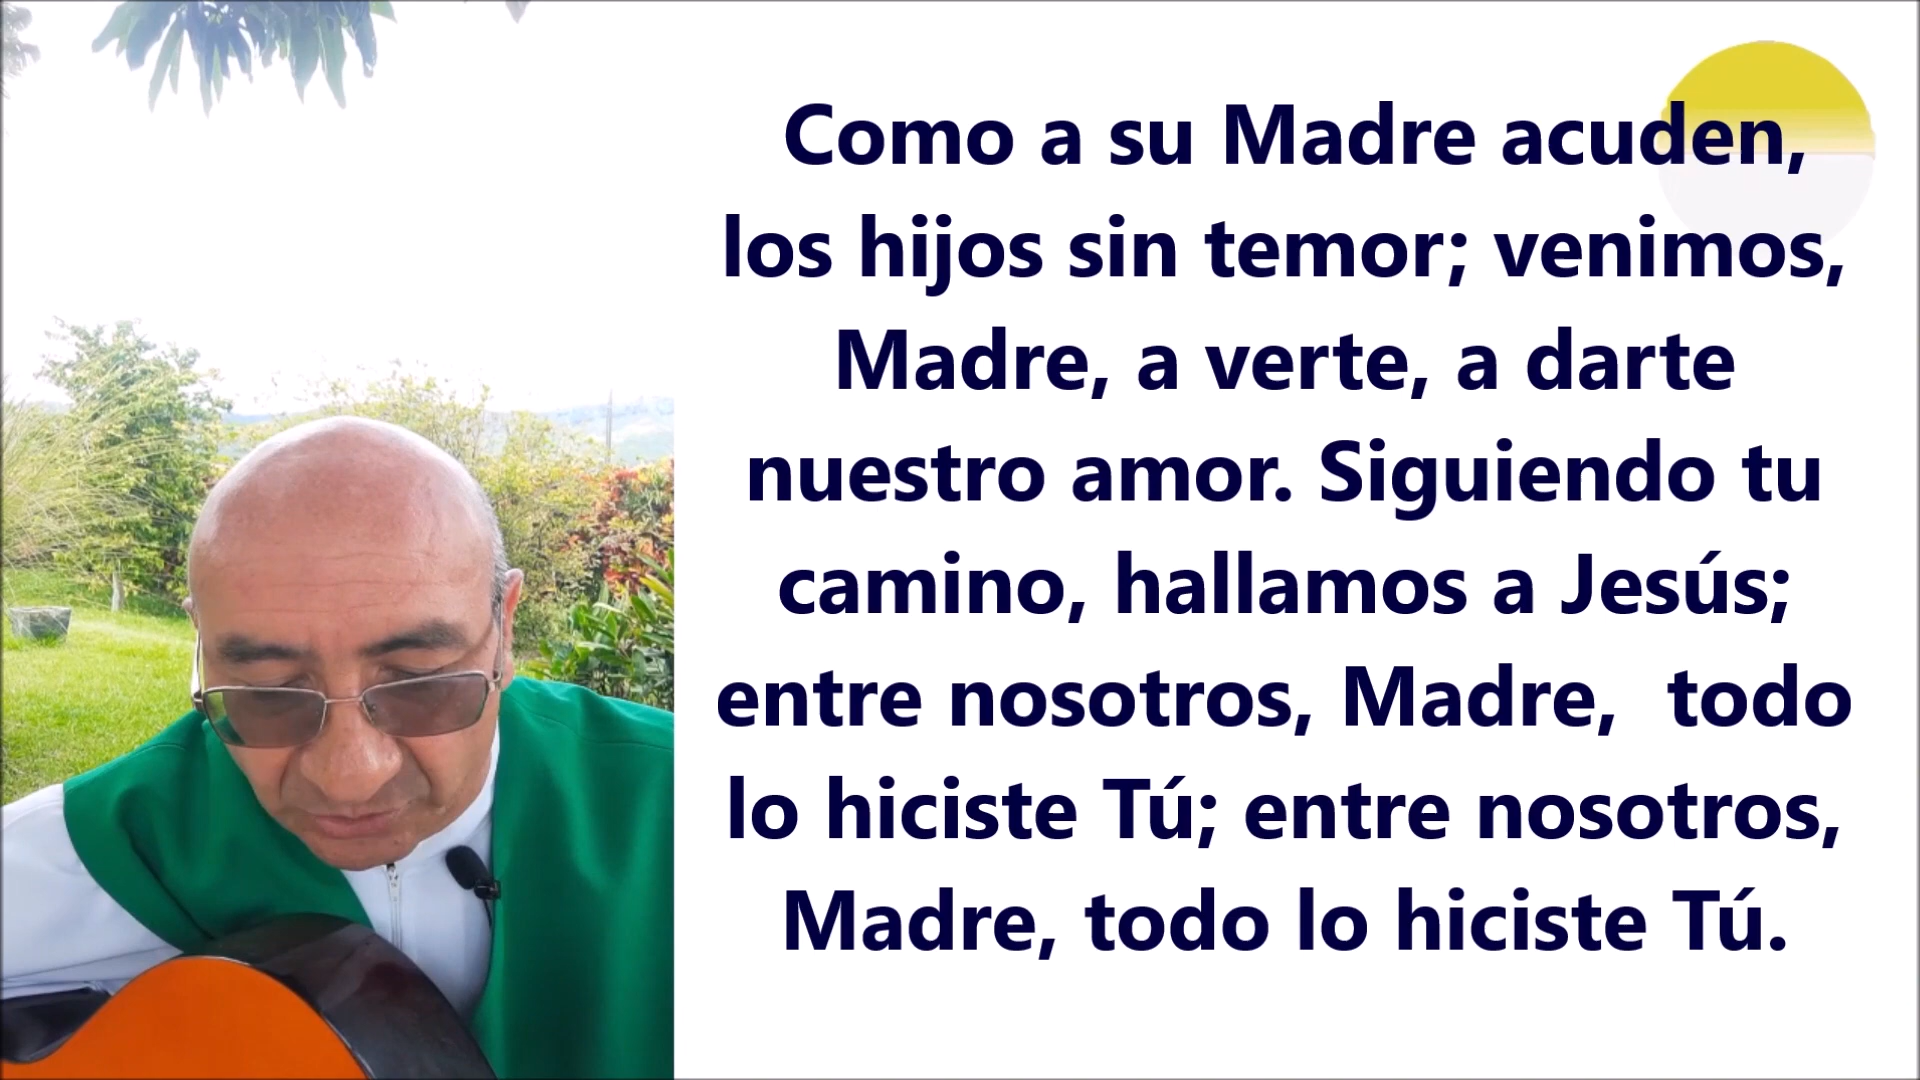 Como a su Madre acuden,
los hijos sin temor; venimos,
Madre, a verte, a darte
nuestro amor. Siguiendo tu
camino, hallamos a Jesús;
entre nosotros, Madre,  todo
lo hiciste Tú; entre nosotros,
Madre, todo lo hiciste Tú.